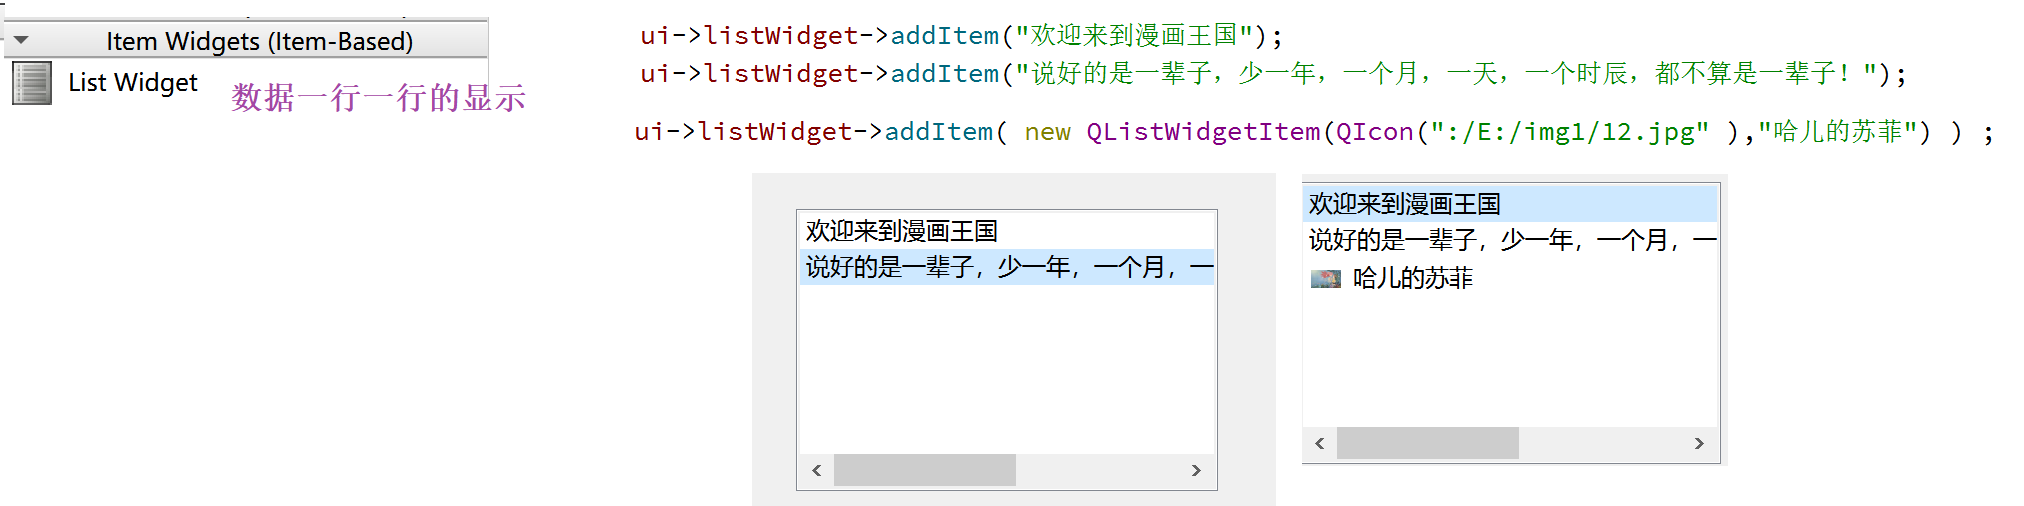 Item Widgets (Item-Based)
List Widget
数据一行一行的显示
ui->listWidget->addItem("欢迎来到漫画王国");
ui->listWidget->addItem("说好的是一辈子，少一年，一个月，一天，一个时辰，都不算是一辈子！");
ui->listWidget->addItem( new QListWidgetItem(QIcon(":/E:/img1/12.jpg" ),"哈儿的苏菲") ) ;
欢迎来到漫画王国
说好的是一辈子，少一年，一个月，一
欢迎来到漫画王国
说好的是一辈子，少一年，一个月，一
哈儿的苏菲